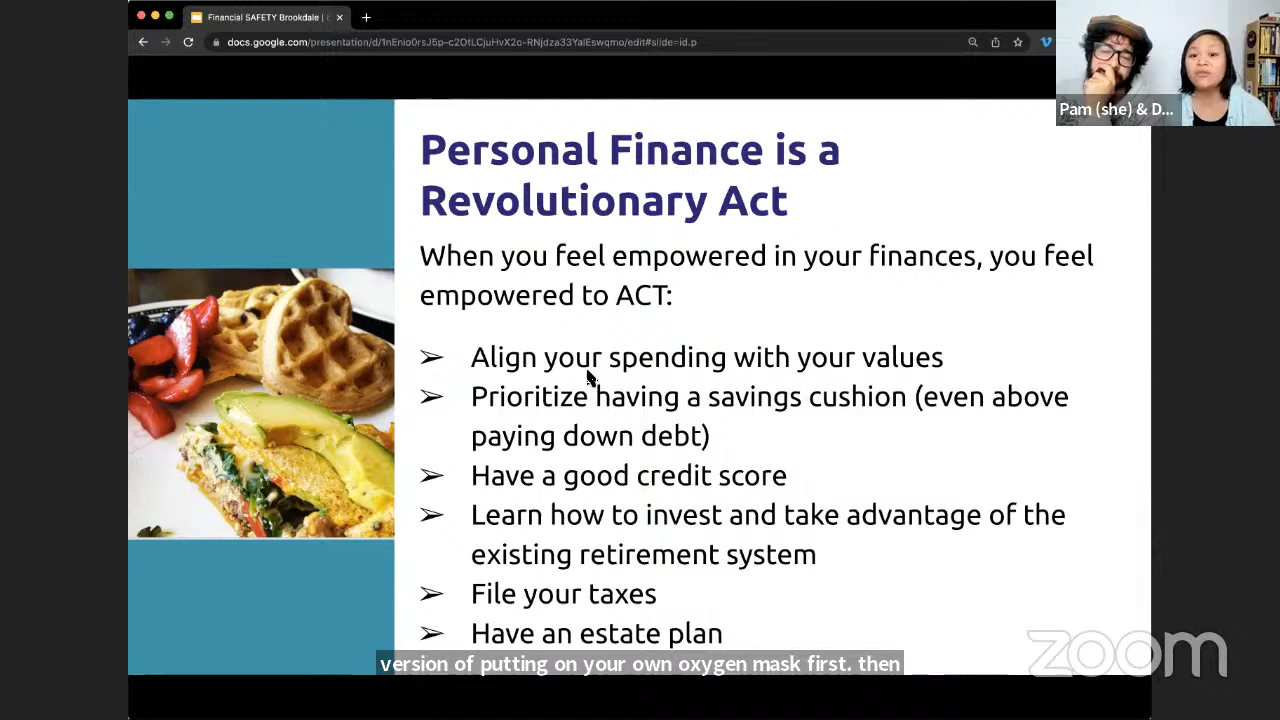 Financial SAFETY Brookdale |
docs.google.com/presentation/d/1nEnio0rsJ5p-c2OtLCjuHvX2o-RNjdza33YalEswqmo/edit#slide=id.p
Pam (she) & D...
Personal Finance is a
Revolutionary Act
When you feel empowered in your finances, you feel
empowered to ACT:
➢ Align your spending with your values
➢ Prioritize having a savings cushion (even above
paying down debt)
➢ Have a good credit score
➢ Learn how to invest and take advantage of the
existing retirement system
➢ File your taxes
➢ Have an estate plan
version of putting on your own oxygen mask first. then
zoom